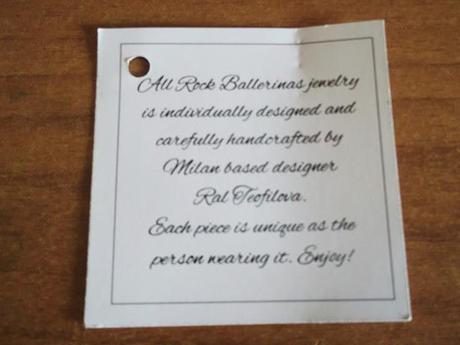 All Rock Ballerinas jewelry
is individually designed and
carefully handcrafted by
Milan based designer
Ral Teofilova.
Each piece is unique as the
person wearing it. Enjoy!